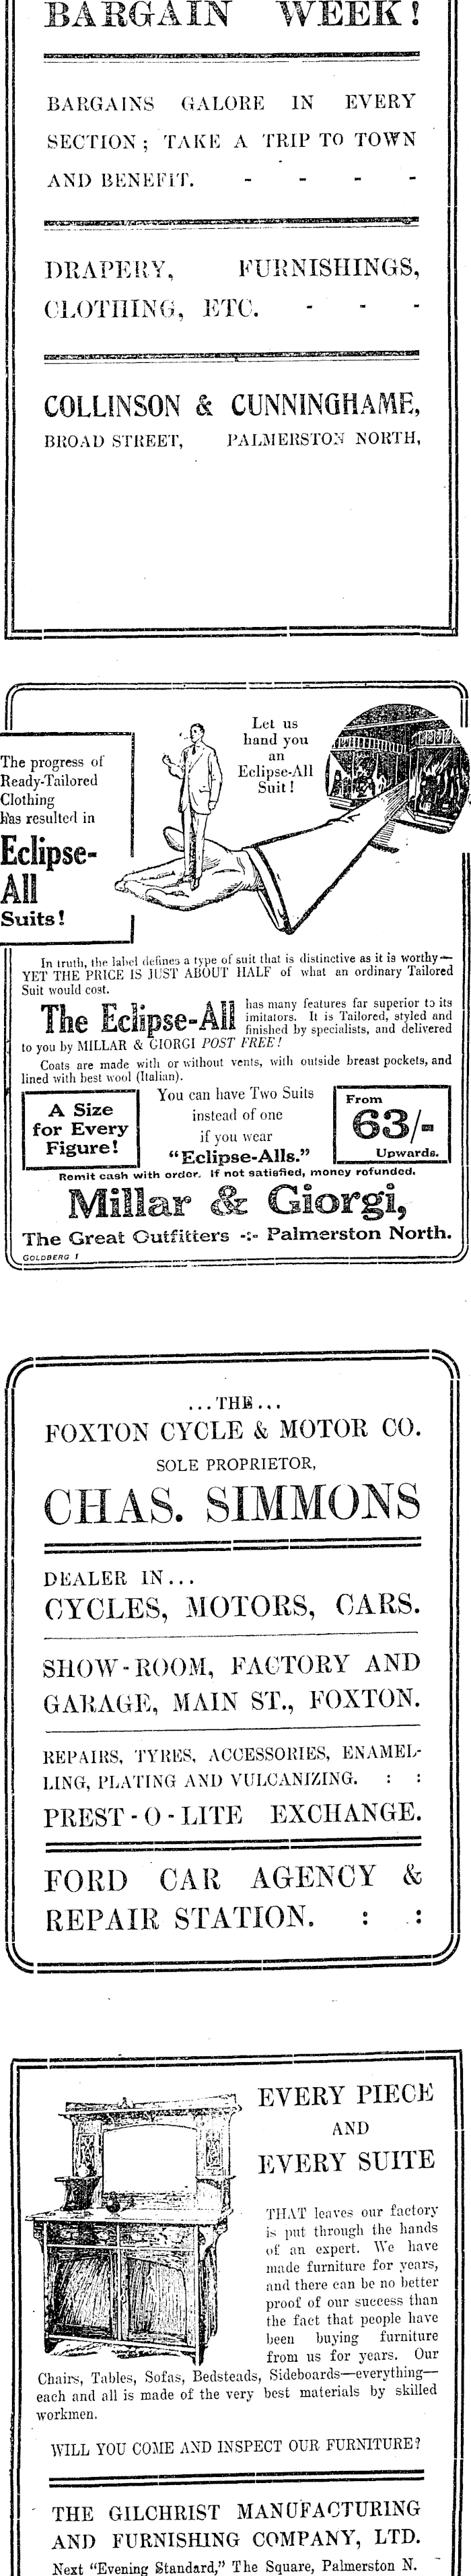 BARGAIN WEEK!
BARGAINS GALORE IN EVERY
SECTION; TAKE A TRIP TO TOWN
AND BENEFIT. - - - -
DRAPERY, FURNISHINGS,
CLOTHING, ETC. - - -
COLLINSON & CUNNINGHAME,
BROAD STREET, PALMERSTON NORTH,
The progress of
Ready-Tailored
Clothing
Has resulted in
Eclipse-
All
Suits!
Let us
hand you
an
Eclipse-All
Suit!
In truth, the label defines a type of suit that is distinctive as it is worthy—
YET THE PRICE IS JUST ABOUT HALF of what an ordinary Tailored
Suit would cost.
The Eclipse-All has many features far superior to its
imitators. It is Tailored, styled and
finished by specialists, and delivered
to you by MILLAR & GIORGI POST FREE!
Coats are made with or without vents, with outside breast pockets, and
lined with best wool (Italian).
A Size
for Every
Figure!
You can have Two Suits
instead of one
if you wear
"Eclipse-Alls."
From
63/-
Upwards.
Remit cash with order. If not satisfied, money refunded.
Millar & Giorgi,
The Great Outfitters -:- Palmerston North.
GOLDBERG 1
...THE...
FOXTON CYCLE & MOTOR CO.
SOLE PROPRIETOR,
CHAS. SIMMONS
DEALER IN...
CYCLES, MOTORS, CARS.
SHOW-ROOM, FACTORY AND
GARAGE, MAIN ST., FOXTON.
REPAIRS, TYRES, ACCESSORIES, ENAMEL-
LING, PLATING AND VULCANIZING. : :
PREST-O-LITE EXCHANGE.
FORD CAR AGENCY &
REPAIR STATION. : :
EVERY PIECE
AND
EVERY SUITE
THAT leaves our factory
is put through the hands
of an expert. We have
made furniture for years,
and there can be no better
proof of our success than
the fact that people have
been buying furniture
from us for years. Our
Chairs, Tables, Sofas, Bedsteads, Sideboards—everything—
each and all is made of the very best materials by skilled
workmen.
WILL YOU COME AND INSPECT OUR FURNITURE?
THE GILCHRIST MANUFACTURING
AND FURNISHING COMPANY, LTD.
Next "Evening Standard," The Square, Palmerston N.